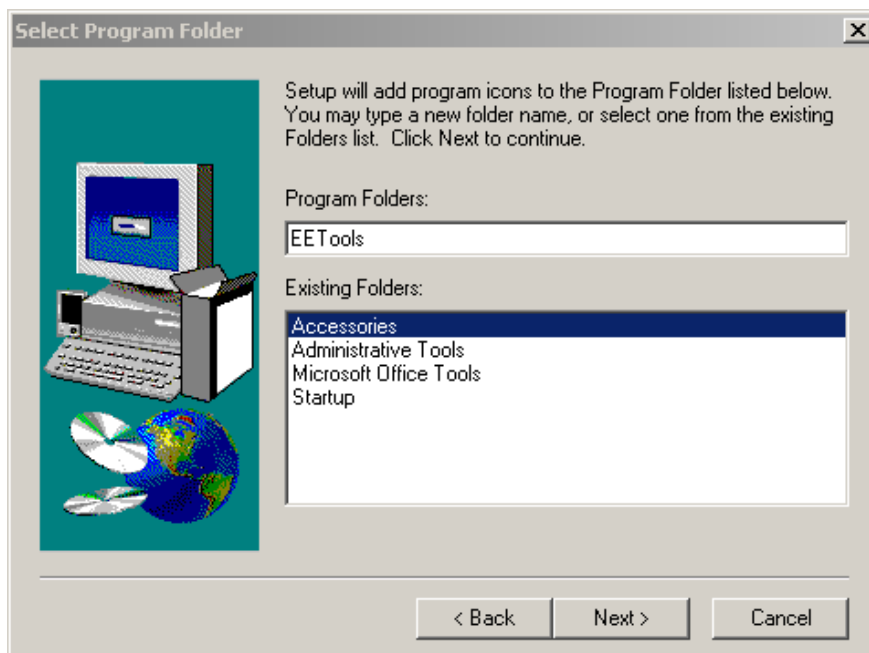 Select Program Folder
Setup will add program icons to the Program Folder listed below.
You may type a new folder name, or select one from the existing
Folders list.  Click Next to continue.
Program Folders:
EETools
Existing Folders:
Accessories
Administrative Tools
Microsoft Office Tools
Startup
< Back
Next >
Cancel